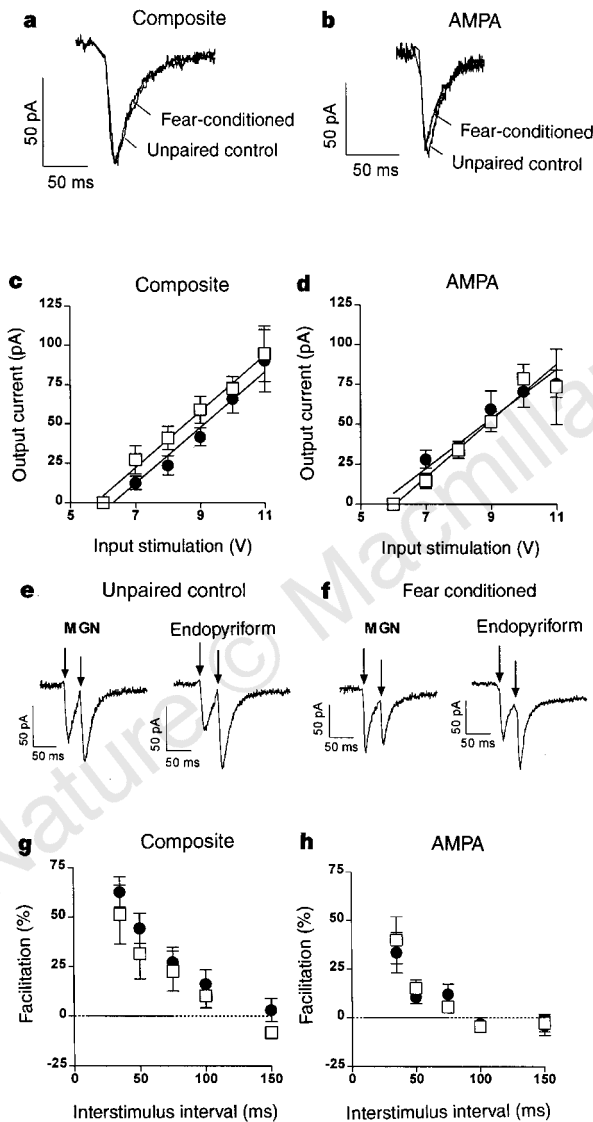 a Composite
b AMPA
50 pA
50 ms
Fear-conditioned
Unpaired control
50 pA
50 ms
Fear-conditioned
Unpaired control
c Composite
Output current (pA)
125
100
75
50
25
0
5 7 9 11
Input stimulation (V)
d AMPA
Output current (pA)
125
100
75
50
25
0
5 7 9 11
Input stimulation (V)
e Unpaired control
MGN
Endopyriform
50 pA
50 ms
50 pA
50 ms
f Fear conditioned
MGN
Endopyriform
50 pA
50 ms
50 pA
50 ms
g Composite
Facilitation (%)
75
50
25
0
-25
0 50 100 150
Interstimulus interval (ms)
h AMPA
Facilitation (%)
75
50
25
0
-25
0 50 100 150
Interstimulus interval (ms)
Nature © Macmillan